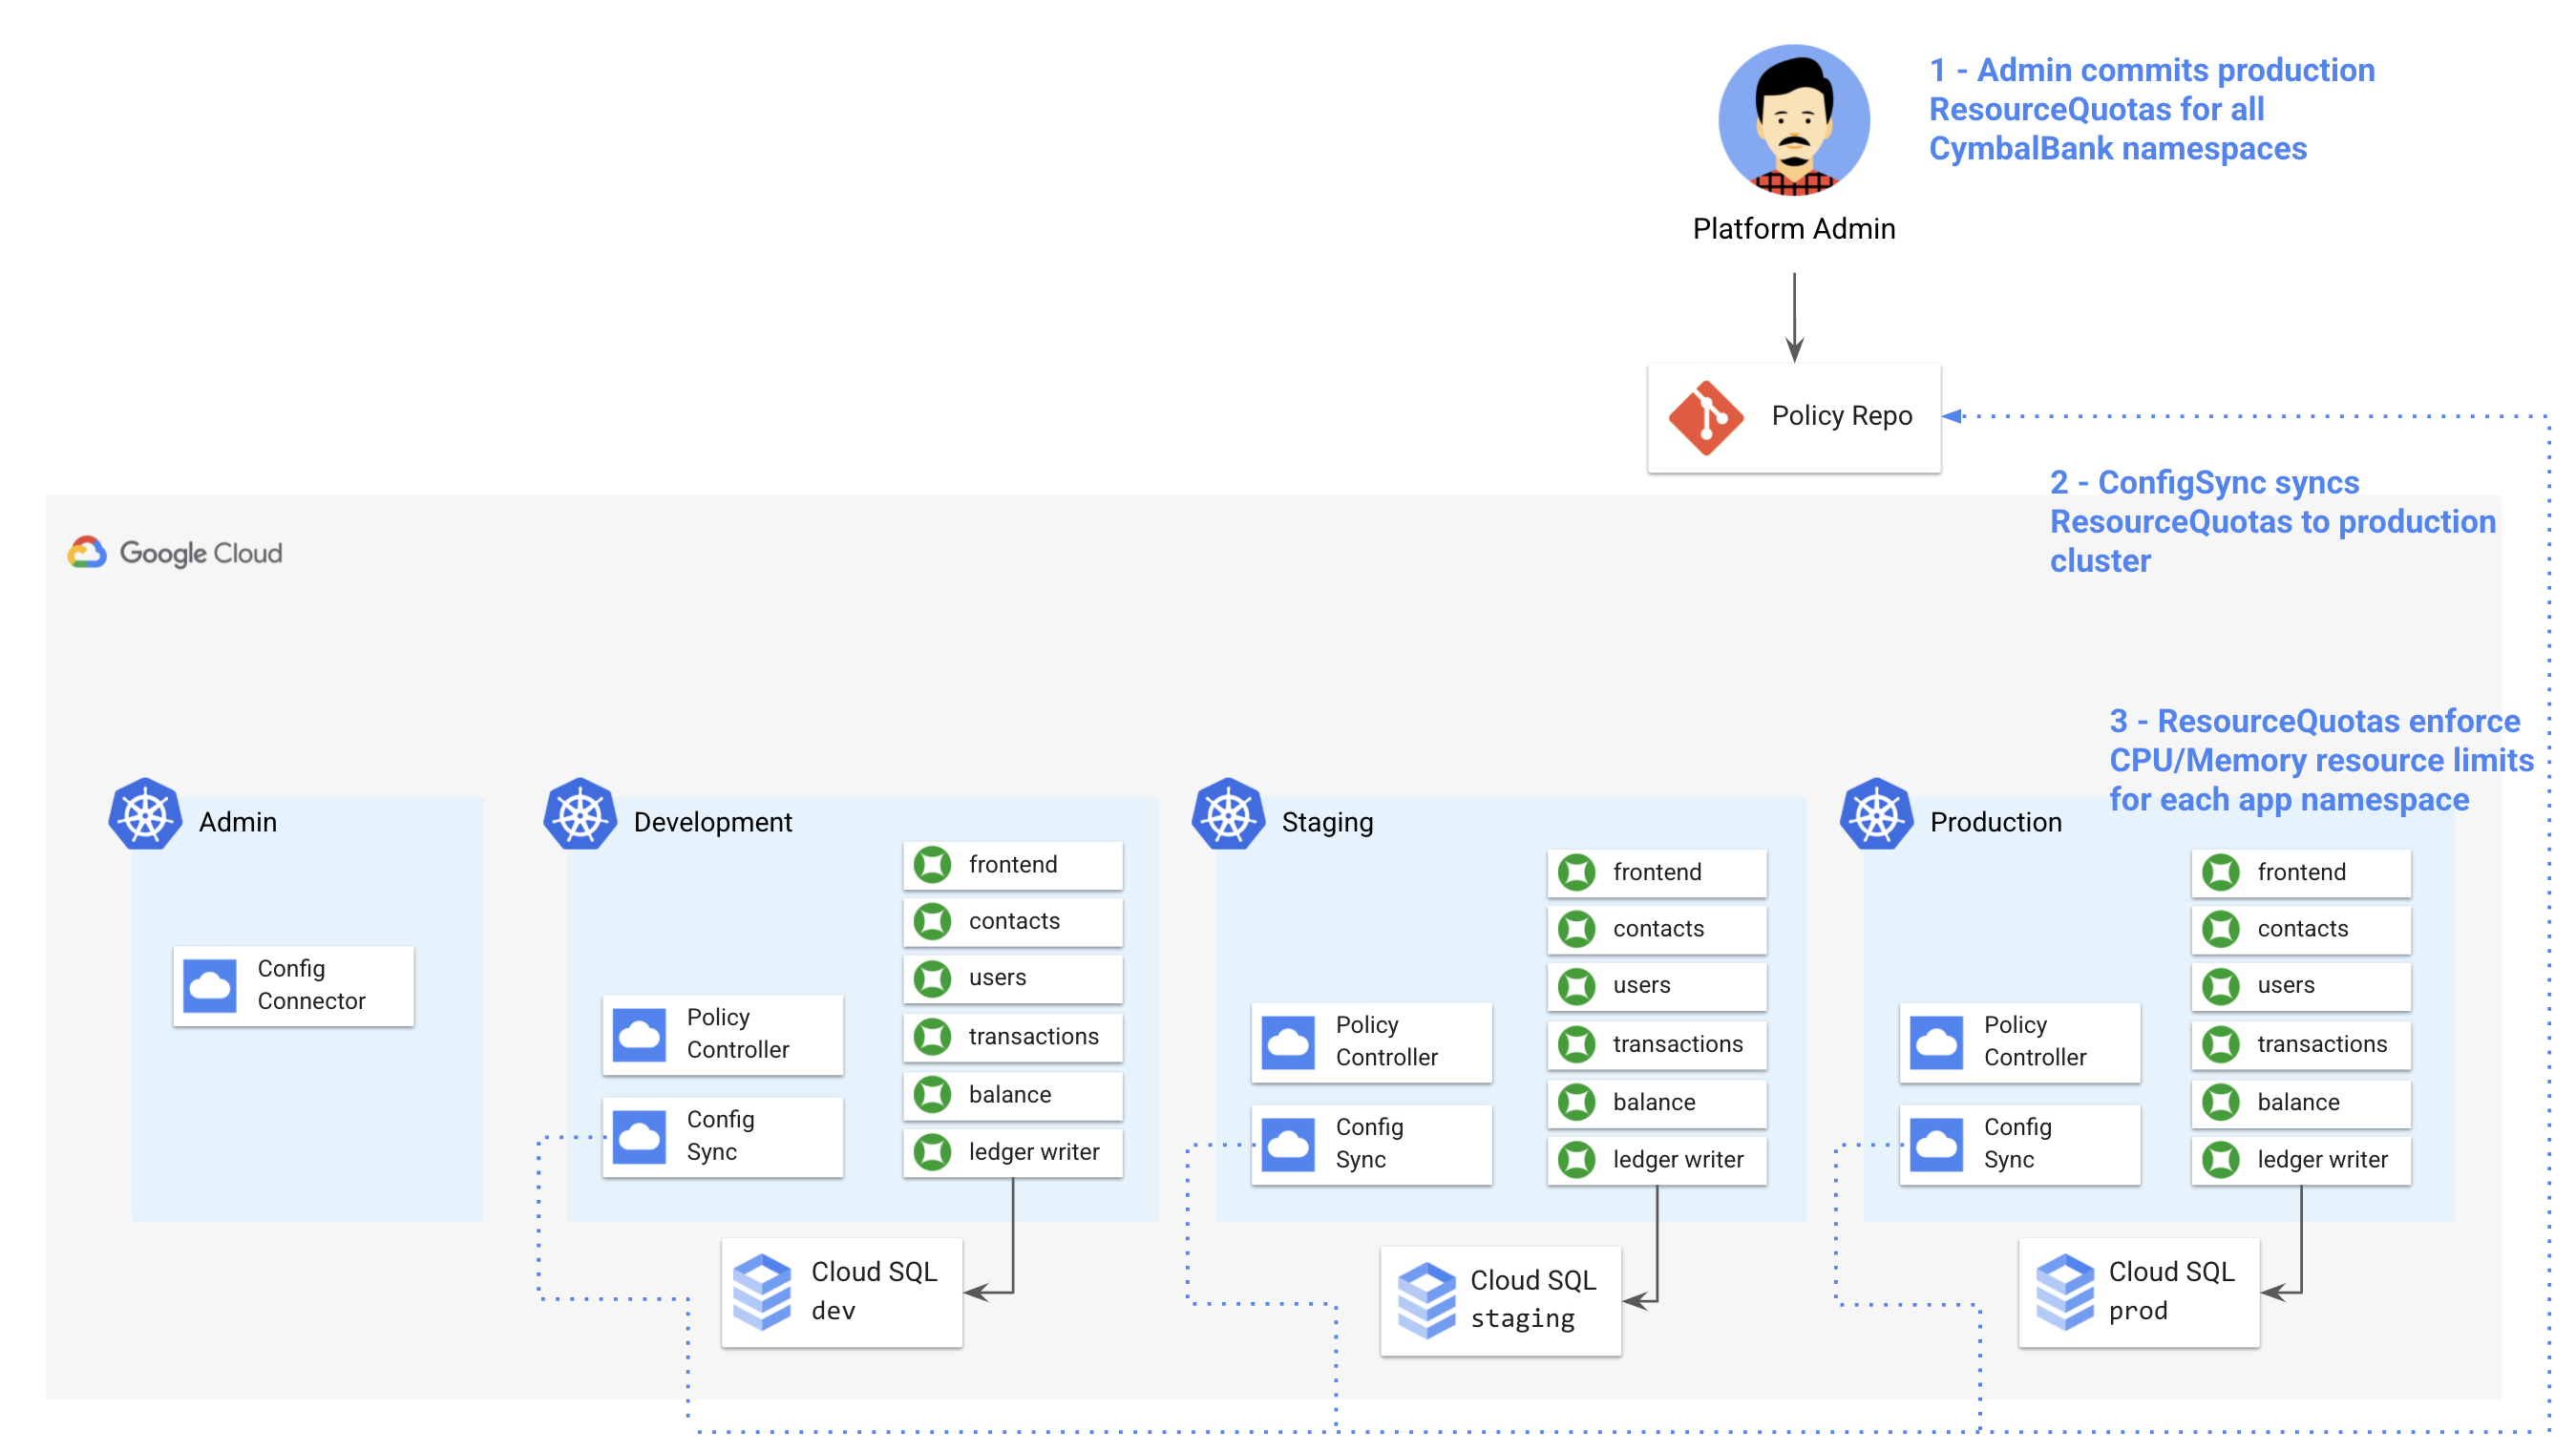 1 - Admin commits production
ResourceQuotas for all
CymbalBank namespaces
Platform Admin
Policy Repo
2 - ConfigSync syncs
ResourceQuotas to production
cluster
Google Cloud
3 - ResourceQuotas enforce
CPU/Memory resource limits
for each app namespace
Admin
Config
Connector
Development
Policy
Controller
Config
Sync
frontend
contacts
users
transactions
balance
ledger writer
Cloud SQL
dev
Staging
Policy
Controller
Config
Sync
frontend
contacts
users
transactions
balance
ledger writer
Cloud SQL
staging
Production
Policy
Controller
Config
Sync
frontend
contacts
users
transactions
balance
ledger writer
Cloud SQL
prod